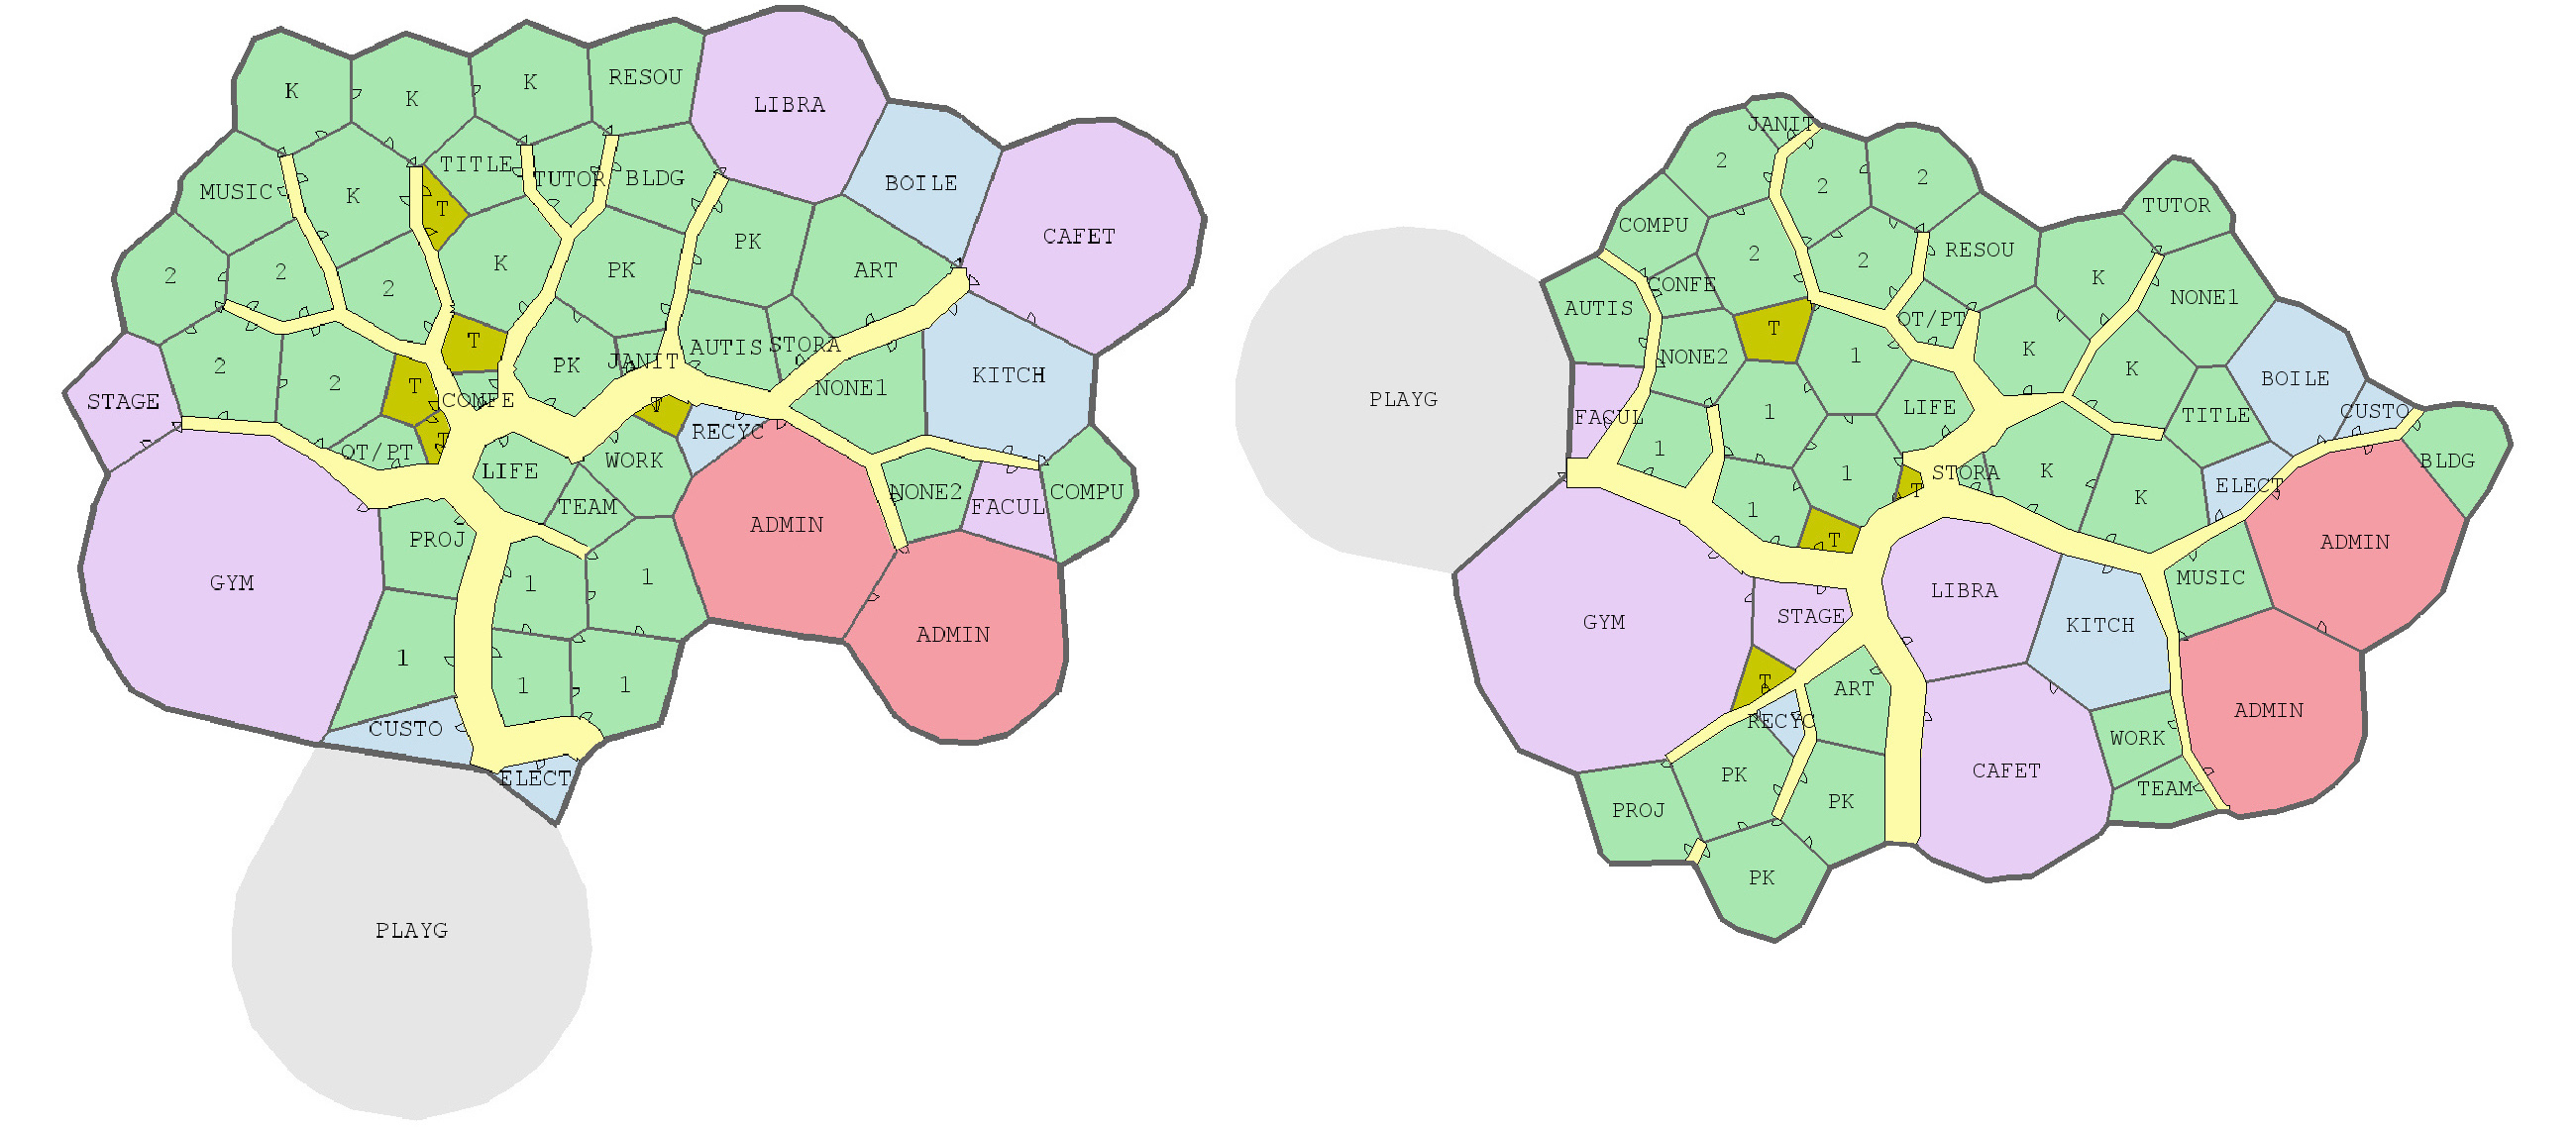 K
K
K
RESOU
LIBRA
MUSIC
K
TITLE
T
TUTOR
BLDG
BOILE
CAFET
2
2
2
K
PK
PK
ART
STAGE
2
2
T
T
CONFE
T
PK
JANIT
AUTIS
STORA
NONE1
KITCH
T
RECYC
OT/PT
LIFE
WORK
TEAM
NONE2
FACUL
COMPU
GYM
PROJ
ADMIN
1
1
ADMIN
1
1
1
CUSTO
ELECT
PLAYG
JANIT
2
2
2
COMPU
2
2
RESOU
TUTOR
AUTIS
CONFE
T
OT/PT
K
NONE1
PLAYG
NONE2
1
K
K
BOILE
FACUL
1
LIFE
TITLE
CUSTO
1
1
T
STORA
K
K
ELECT
BLDG
1
T
GYM
STAGE
LIBRA
KITCH
MUSIC
ADMIN
T
ART
RECYC
ADMIN
WORK
PROJ
PK
PK
CAFET
TEAM
PK